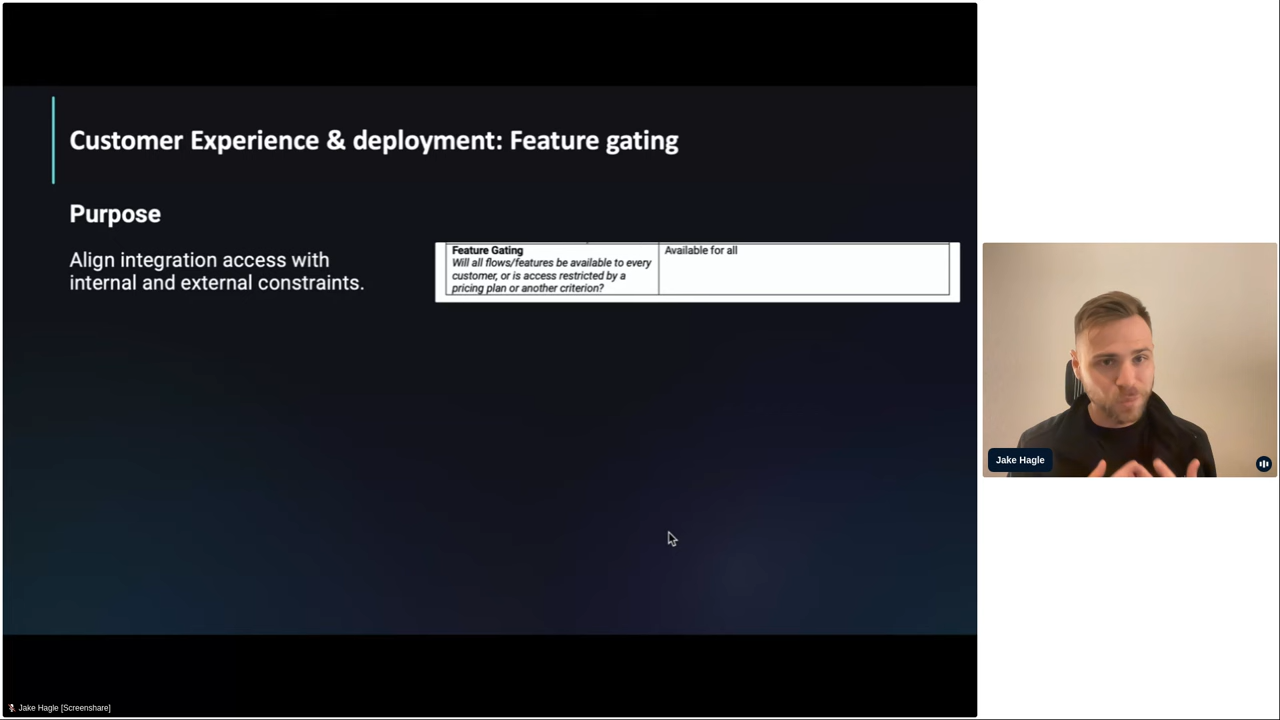 Customer Experience & deployment: Feature gating
Purpose
Align integration access with
internal and external constraints.
Feature Gating
Will all flows/features be available to every
customer, or is access restricted by a
pricing plan or another criterion?
Available for all
Jake Hagle
Jake Hagle [Screenshare]